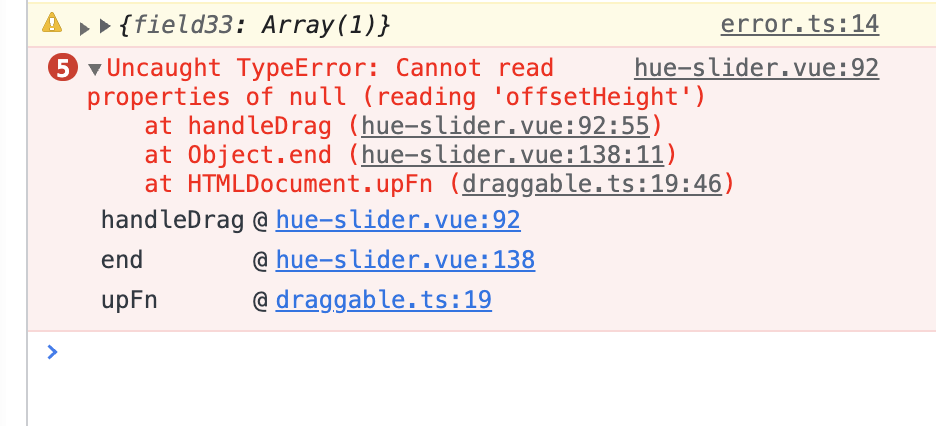 ▶ ▶ {field33: Array(1)} error.ts:14
5 ▼ Uncaught TypeError: Cannot read hue-slider.vue:92
properties of null (reading 'offsetHeight')
at handleDrag (hue-slider.vue:92:55)
at Object.end (hue-slider.vue:138:11)
at HTMLDocument.upFn (draggable.ts:19:46)
handleDrag @ hue-slider.vue:92
end @ hue-slider.vue:138
upFn @ draggable.ts:19
>